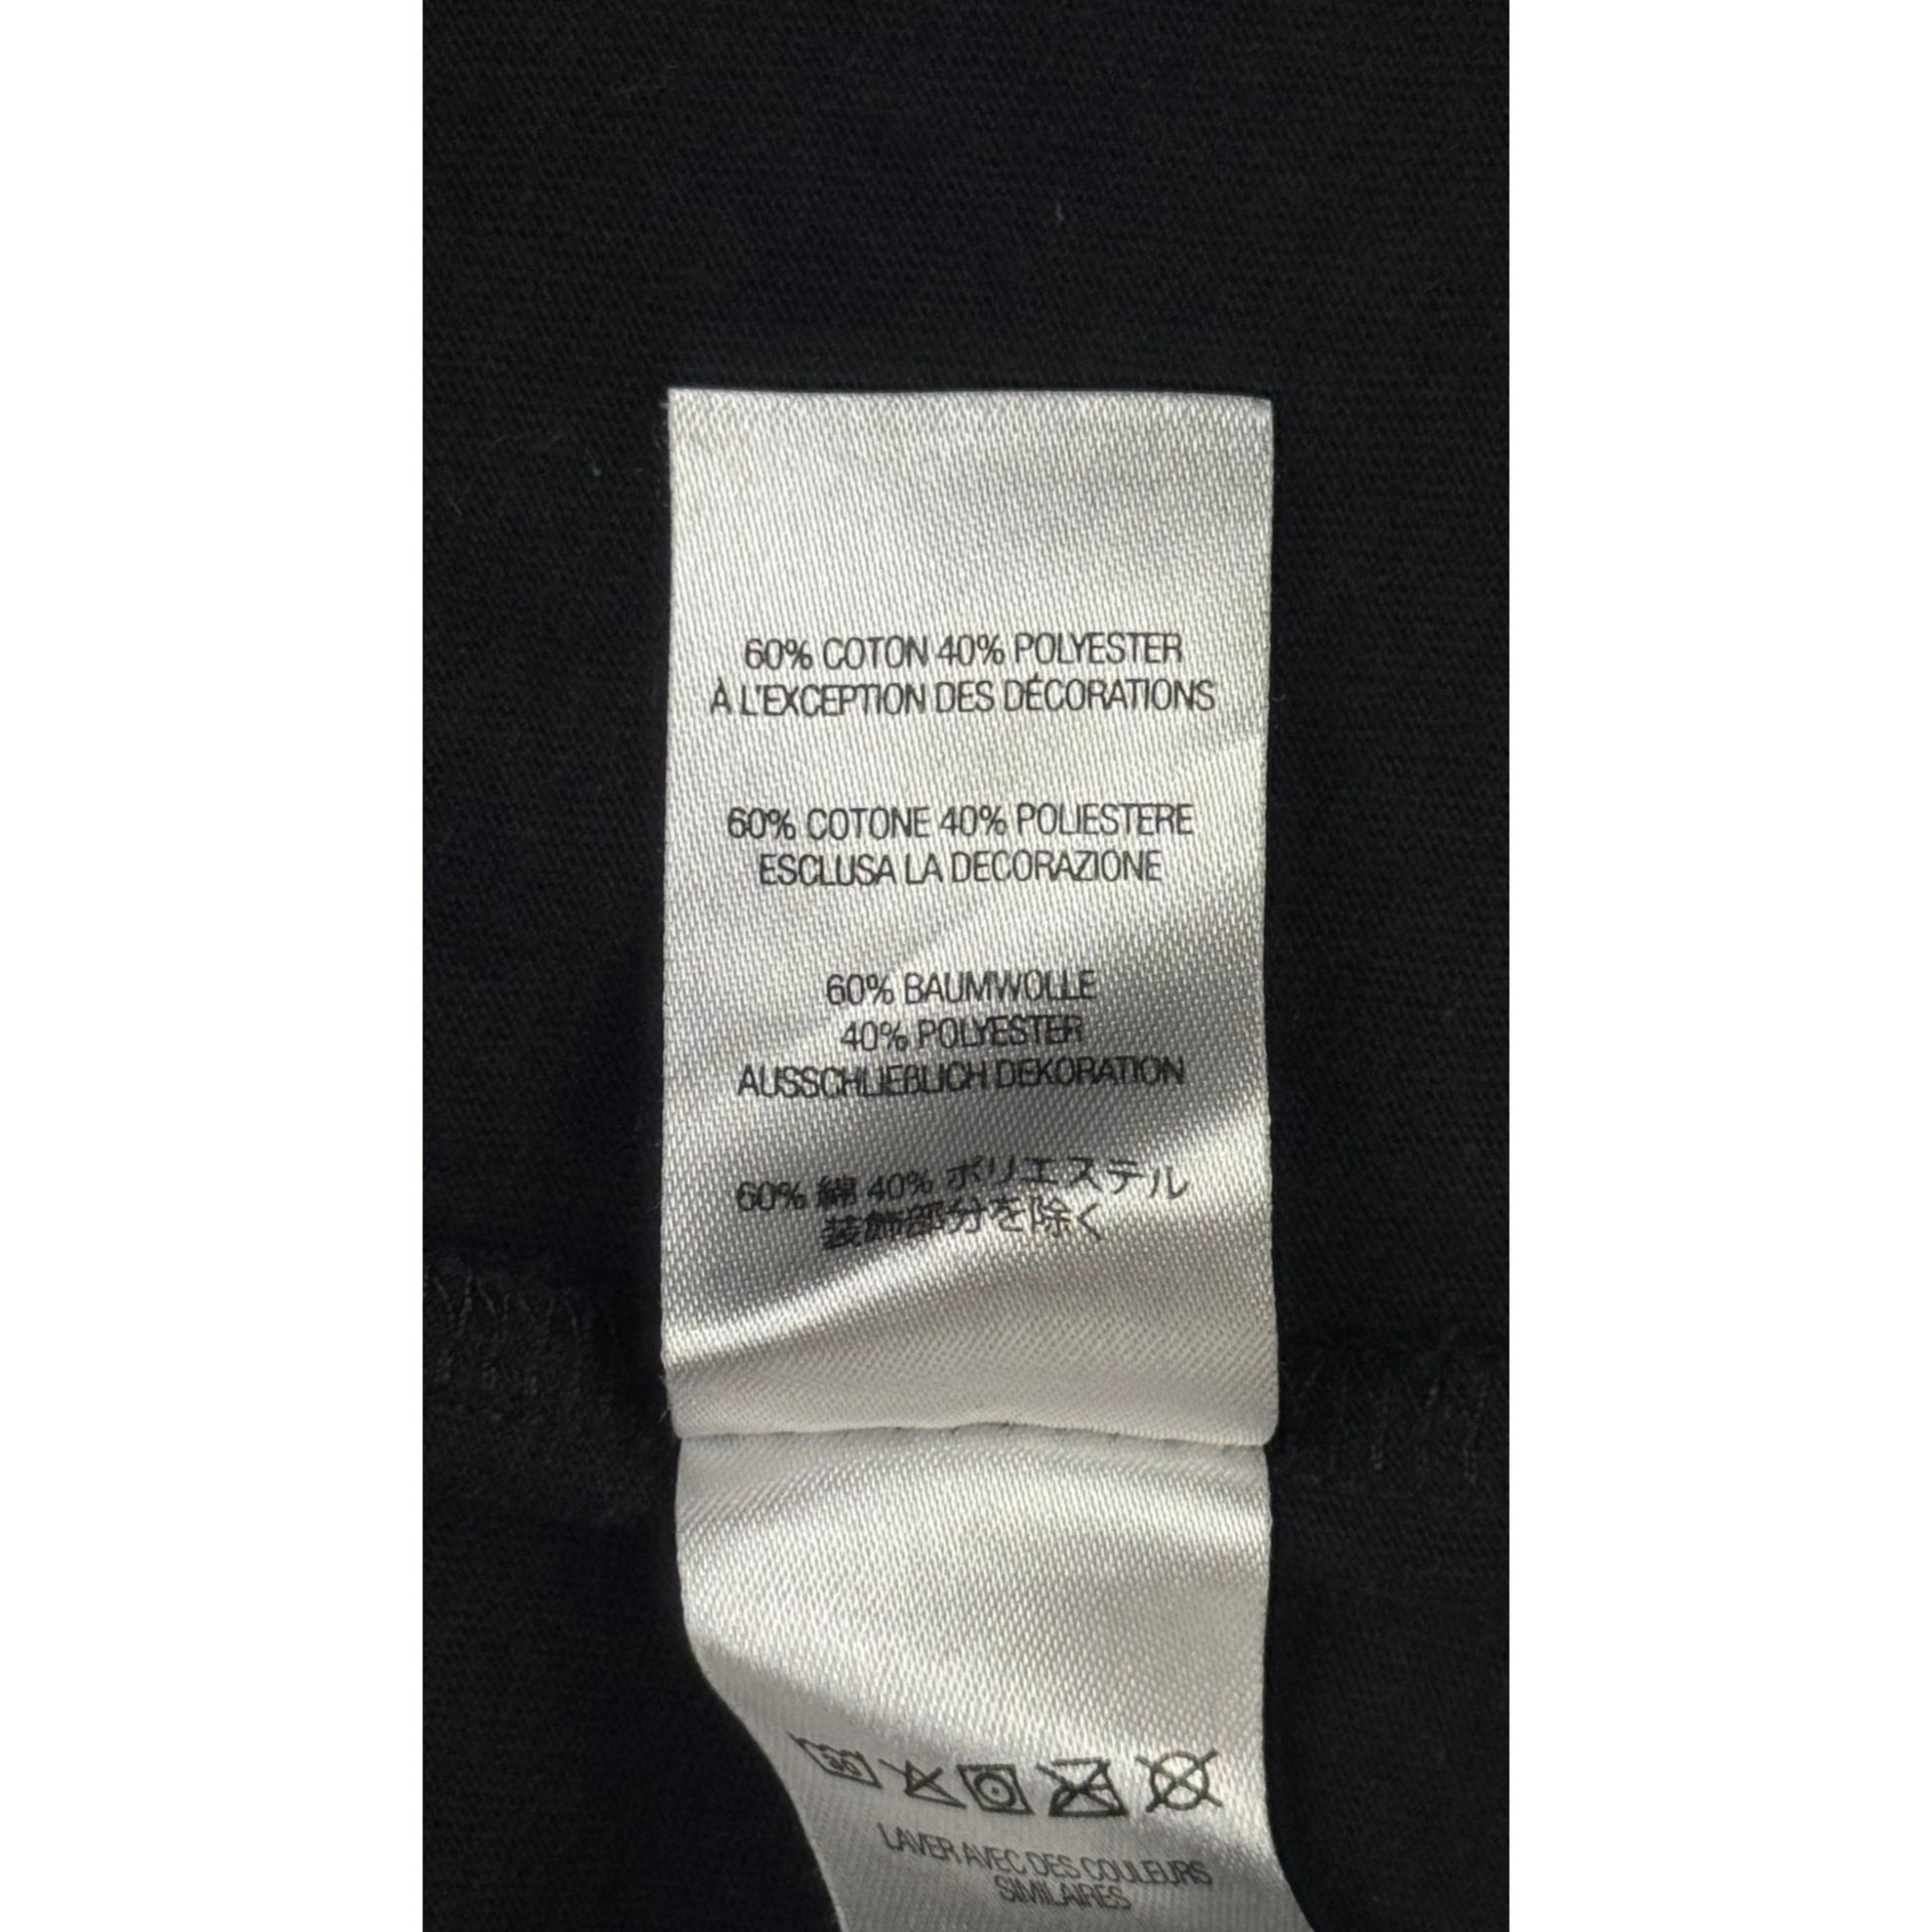 60% COTON 40% POLYESTER
À L'EXCEPTION DES DÉCORATIONS
60% COTONE 40% POLIESTERE
ESCLUSA LA DECORAZIONE
60% BAUMWOLLE
40% POLYESTER
AUSSCHLIEßLICH DEKORATION
60% 綿 40% ポリエステル
装飾部分を除く
30
LAVER AVEC DES COULEURS
SIMILAIRES